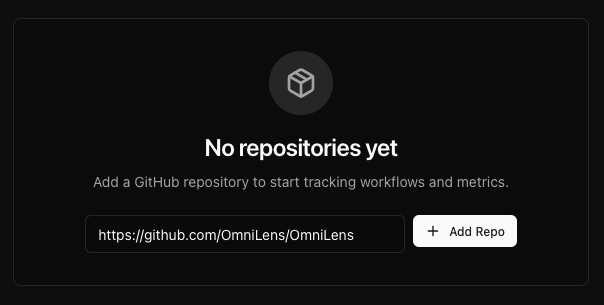 No repositories yet
Add a GitHub repository to start tracking workflows and metrics.
https://github.com/OmniLens/OmniLens
Add Repo